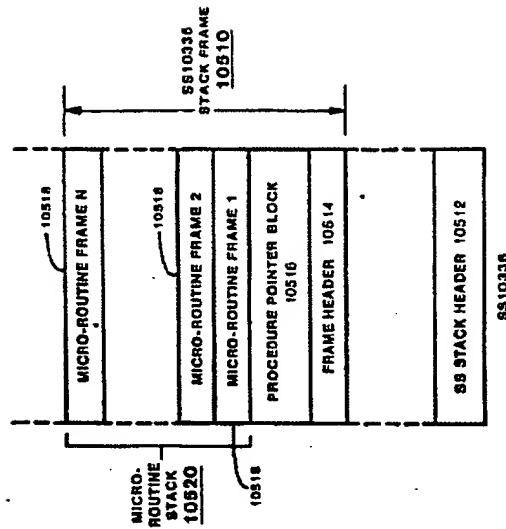 10518
MICRO-ROUTINE FRAME N
SS10336
STACK FRAME
10510
10518
MICRO-ROUTINE FRAME 2
MICRO-ROUTINE FRAME 1
MICRO-
ROUTINE
STACK
10520
10518
PROCEDURE POINTER BLOCK
10516
FRAME HEADER 10514
SS STACK HEADER 10512
SS10336